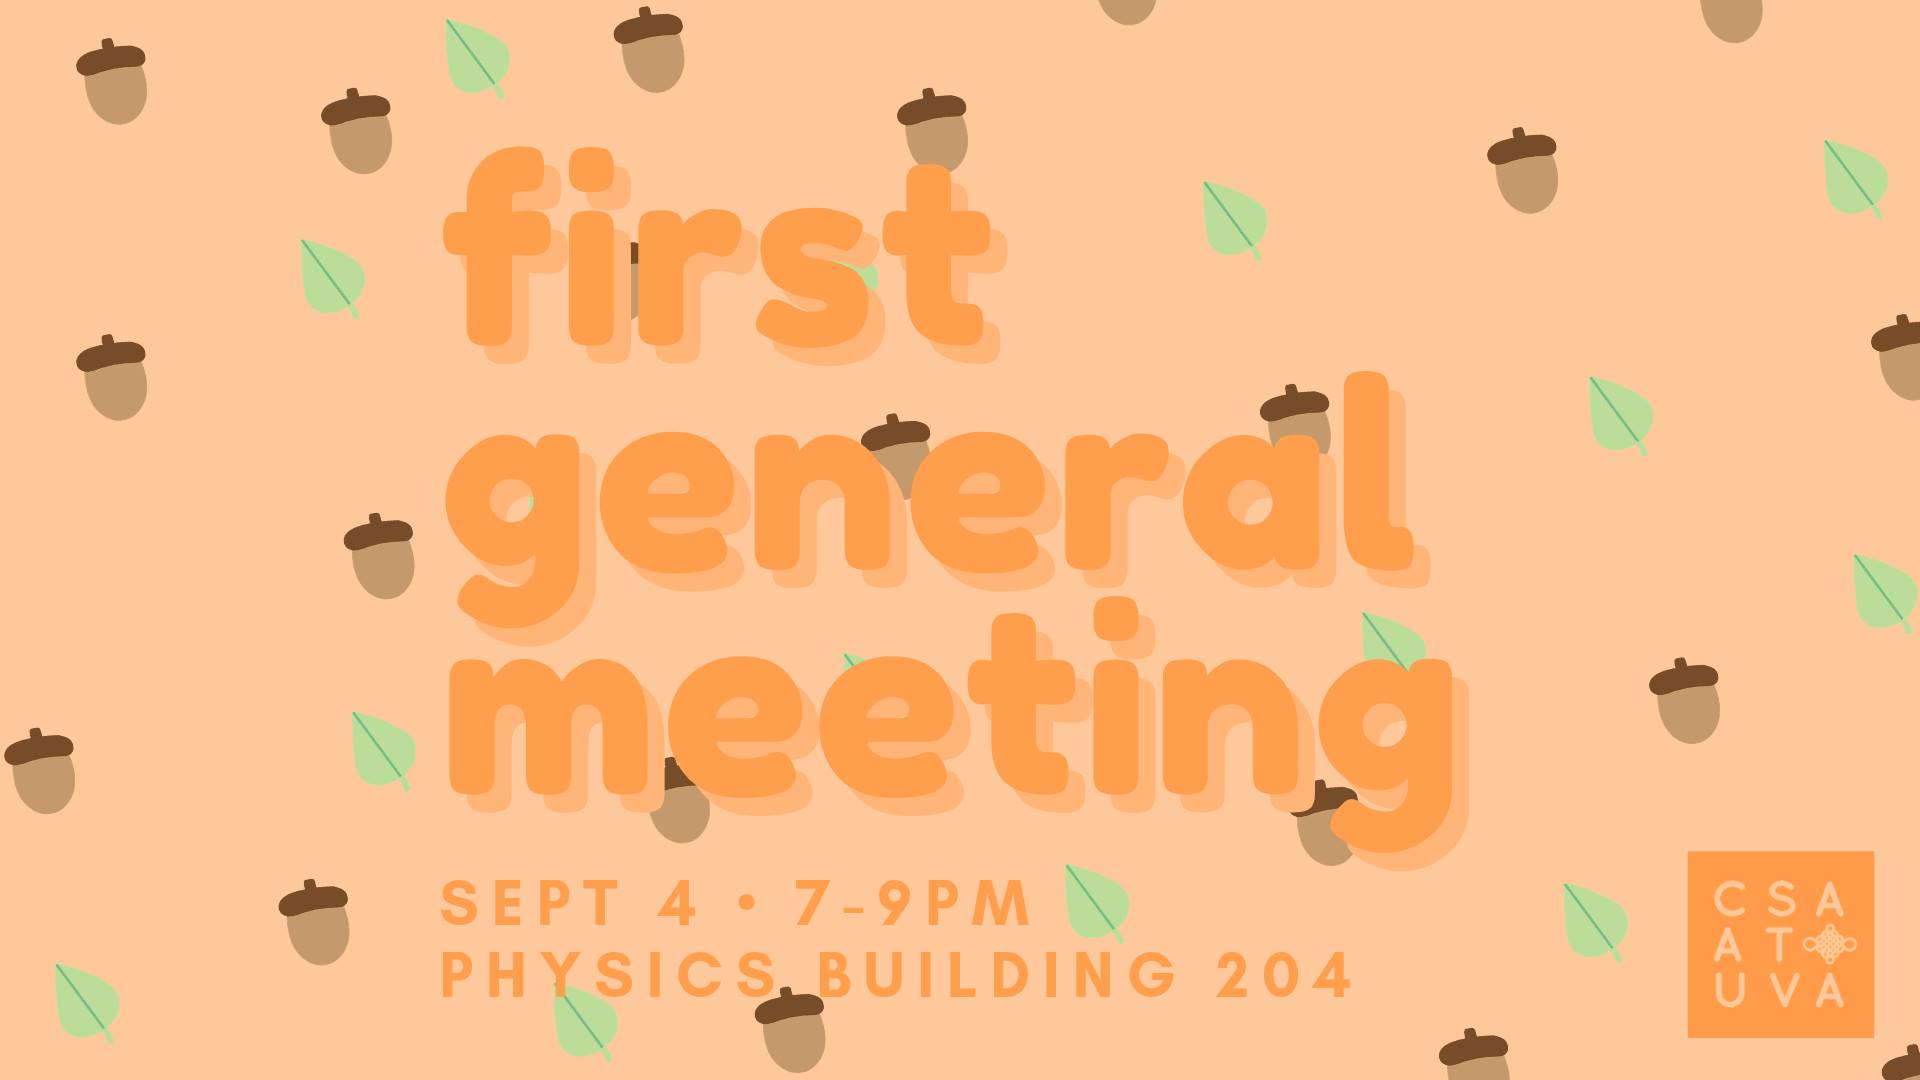 first
general
meeting
SEPT 4 • 7-9PM
PHYSICS BUILDING 204
CSA
AT
UVA